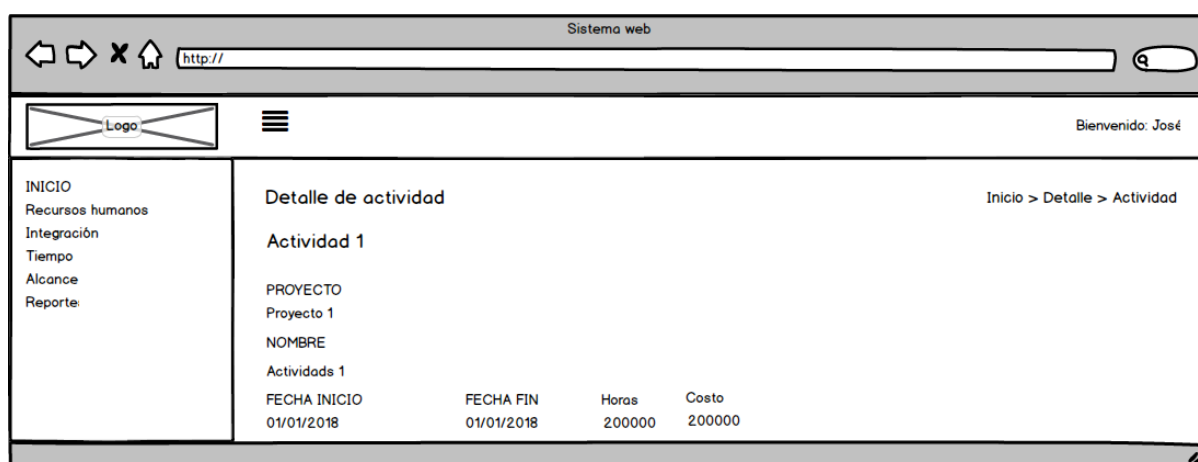 Sistema web
http://
Logo
Bienvenido: José
INICIO
Recursos humanos
Integración
Tiempo
Alcance
Reporte
Detalle de actividad
Inicio > Detalle > Actividad
Actividad 1
PROYECTO
Proyecto 1
NOMBRE
Actividads 1
FECHA INICIO FECHA FIN Horas Costo
01/01/2018 01/01/2018 200000 200000